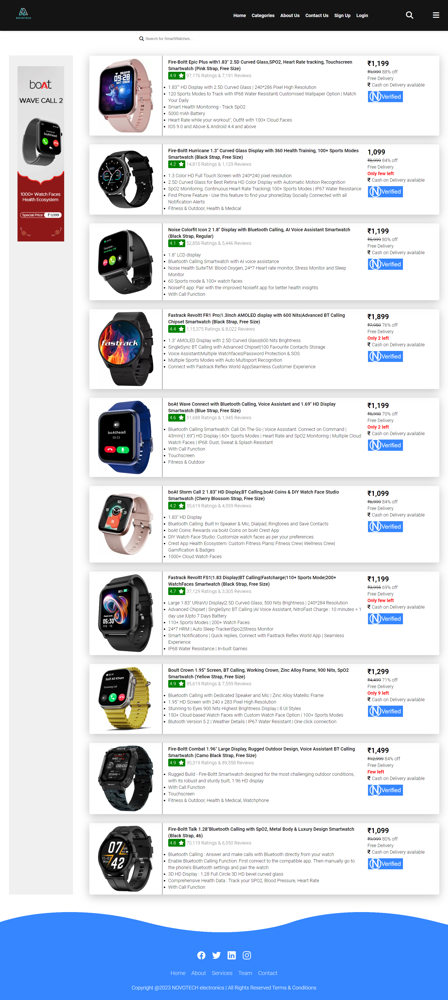 NOVOTECH
Home Categories About Us Contact Us Sign Up Login
Search for SmartWatches...
boAt
WAVE CALL 2
Incoming call
boAthead
1000+ Watch Faces
Health Ecosystem
Special Price ₹1,099
88BPM
09:28
SAT 0928
Fire-Boltt Epic Plus with1.83" 2.5D Curved Glass,SPO2, Heart Rate tracking, Touchscreen
Smartwatch (Pink Strap, Free Size)
4.9 97,176 Ratings & 7,191 Reviews
1.83"" HD Display with 2.5D Curved Glass | 240*286 Pixel High Resolution
120 Sports Modes to Track with IP68 Water Resistant| Customised Wallpaper Option | Match
Your Daily
Smart Health Monitoring - Track SpO2
5000 mAh Battery
Heart Rate while your workout", Outfit with 100+ Cloud Faces
IOS 9.0 and Above & Android 4.4 and above
₹1,199
₹9,999 88% off
Free Delivery
₹ Cash on Delivery available
N Verified
Fire-Boltt Hurricane 1.3" Curved Glass Display with 360 Health Training, 100+ Sports Modes
Smartwatch (Black Strap, Free Size)
4.2 14,815 Ratings & 1,129 Reviews
1.3 Color HD Full Touch Screen with 240*240 pixel resolution
2.5D Curved Glass for Best Retina HD Color Display with Automatic Motion Recognition
SpO2 Monitoring, Continuous Heart Rate Tracking| 100+ Sports Modes | IP67 Water Resistance
Find Phone Feature - Use this feature to find your phone|Stay Socially Connected with all
Notification Alerts
Fitness & Outdoor, Health & Medical
1,099
₹8,999 84% off
Free Delivery
Only few left
₹ Cash on Delivery available
N Verified
09:35
Taapsee...
Incoming Call
Noise Colorfit Icon 2 1.8" Display with Bluetooth Calling, AI Voice Assistant Smartwatch
(Black Strap, Regular)
4.1 52,856 Ratings & 5,446 Reviews
1.8" LCD display
Bluetooth Calling Smartwatch with AI voice assistance
Noise Health SuiteTM: Blood Oxygen, 24*7 Heart rate monitor, Stress Monitor and Sleep
Monitor
60 Sports mode & 100+ watch faces
NoiseFit app: Pair with the improved Noisefit app for better health insights
With Call Function
₹1,199
₹5,999 80% off
Free Delivery
₹ Cash on Delivery available
N Verified
fastrack
Fastrack Revoltt FR1 Pro|1.3Inch AMOLED display with 600 Nits|Advanced BT Calling
Chipset Smartwatch (Black Strap, Free Size)
4.4 1,15,375 Ratings & 8,022 Reviews
1.3" AMOLED Display with 2.5D Curved Glass|600 Nits Brightness
SingleSync BT Calling with Advanced Chipset|100 Favourite Contacts Storage
Voice Assistant|Multiple Watchfaces|Password Protection & SOS
Multiple Sports Modes with Auto Multisport Recognition
Connect with Fastrack Reflex World App|Seamless Customer Experience
₹1,899
₹7,950 76% off
Free Delivery
Only 2 left
₹ Cash on Delivery available
N Verified
boAthead
00:23
boAt Wave Connect with Bluetooth Calling, Voice Assistant and 1.69" HD Display
Smartwatch (Blue Strap, Free Size)
4.6 51,688 Ratings & 1,945 Reviews
Bluetooth Calling Smartwatch: Call On The Go | Voice Assistant: Connect on Command |
43mm(1.69") HD Display | 60+ Sports Modes | Heart Rate and SpO2 Monitoring | Multiple Cloud
Watch Faces | IP68: Dust, Sweat & Splash Resistant
With Call Function
Touchscreen
Fitness & Outdoor
₹1,199
₹5,990 70% off
Free Delivery
Only 2 left
₹ Cash on Delivery available
N Verified
12
9 3
6
boAt Storm Call 2 1.83" HD Display,BT Calling,boAt Coins & DIY Watch Face Studio
Smartwatch (Cherry Blossom Strap, Free Size)
4.2 55,619 Ratings & 4,559 Reviews
1.83" HD Display
Bluetooth Calling: Built In Speaker & Mic, Dialpad, Ringtones and Save Contacts
boAt Coins: Rewards via boAt Coins on boAt Crest App
DIY Watch Face Studio: Customize watch faces as per your preferences
Crest App Health Ecosystem: Custom Fitness Plans| Fitness Crew| Wellness Crew|
Gamification & Badges
1000+ Cloud Watch Faces
₹1,099
₹6,999 84% off
Free Delivery
₹ Cash on Delivery available
N Verified
80%
fastrack
05:30
21/06 FRI
Fastrack Revoltt FS1|1.83 Display|BT Calling|Fastcharge|110+ Sports Mode|200+
WatchFaces Smartwatch (Black Strap, Free Size)
4.7 37,129 Ratings & 3,305 Reviews
Large 1.83" UltraVU Display|2.5D Curved Glass, 500 Nits Brightness | 240*284 Resolution
Advanced Chipset | SingleSync BT Calling |AI Voice Assistant, NitroFast Charge : 10 minutes = 1
day use |Upto 7 Days Battery
110+ Sports Modes | 200+ Watch Faces
24*7 HRM | Auto Sleep Tracker|Spo2|Stress Monitor
Smart Notifications | Quick replies, Connect with Fastrack Reflex World App | Seamless
Experience
IP68 Water Resistance | In-built Games
₹1,199
₹3,995 69% off
Free Delivery
Only few left
₹ Cash on Delivery available
N Verified
08:30
Saif Ali Khan
Incoming Call
Boult Crown 1.95" Screen, BT Calling, Working Crown, Zinc Alloy Frame, 900 Nits, SpO2
Smartwatch (Yellow Strap, Free Size)
4.9 95,619 Ratings & 7,559 Reviews
Bluetooth Calling with Dedicated Speaker and Mic | Zinc Alloy Matellic Frame
1.95" HD Screen with 240 x 283 Pixel High Resolution
Stunning to Eyes 900 Nits Highest Brightness Display | 8 UI Styles
150+ Cloud-based Watch Faces with Custom Watch Face Option | 100+ Sports Modes
Blutooth Version 5.2 | Weather Details | IP67 Water Resistant | One click connection
₹1,299
₹4,499 71% off
Free Delivery
Only 9 left
₹ Cash on Delivery available
N Verified
IGNITE
08:00
20349
Fire-Boltt Combat 1.96" Large Display, Rugged Outdoor Design, Voice Assistant BT Calling
Smartwatch (Camo Black Strap, Free Size)
4.9 90,319 Ratings & 89,558 Reviews
Rugged Build - Fire-Boltt Smartwatch designed for the most challenging outdoor conditions,
with its robust and sturdy built, 1.96 HD display
With Call Function
Touchscreen
Fitness & Outdoor, Health & Medical, Watchphone
₹1,499
₹12,999 84% off
Free Delivery
Few left
₹ Cash on Delivery available
N Verified
07 AM
11-07
Mon 42
Fire-Boltt Talk 1.28"Bluetooth Calling with SpO2, Metal Body & Luxury Design Smartwatch
(Black Strap, 46)
4.8 70,119 Ratings & 6,550 Reviews
Bluetooth Calling : Answer and make calls with Bluetooth directly from your watch
Enable Bluetooth Calling Function: First connect to the compatible app. Then manually go to
the phone's Bluetooth settings and pair the watch
3D HD Display : 1.28 Full Circle 3D HD bevel curved glass
Comprehensive Health Data : Track your SPO2, Blood Pressure, Heart Rate
With Call Function
₹1,099
₹9,999 80% off
Free Delivery
₹ Cash on Delivery available
N Verified
Home About Services Team Contact
Copyright @2023 NOVOTECH electronics | All Rights Reserved Terms & Conditions